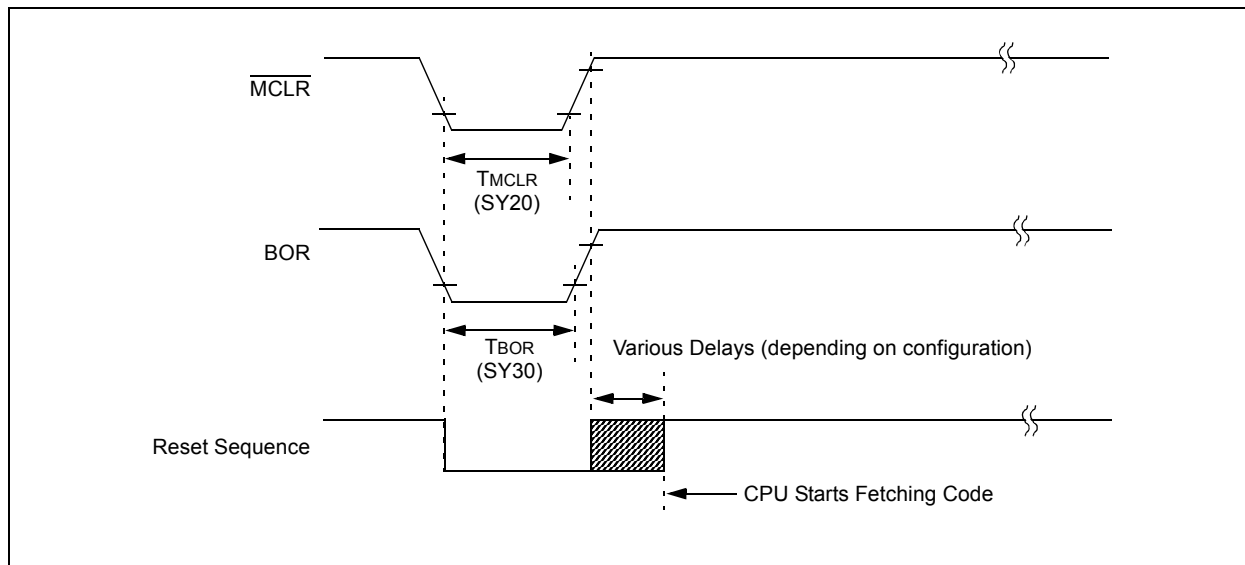 MCLR
TMCLR
(SY20)
BOR
TBOR
(SY30)
Various Delays (depending on configuration)
Reset Sequence
CPU Starts Fetching Code